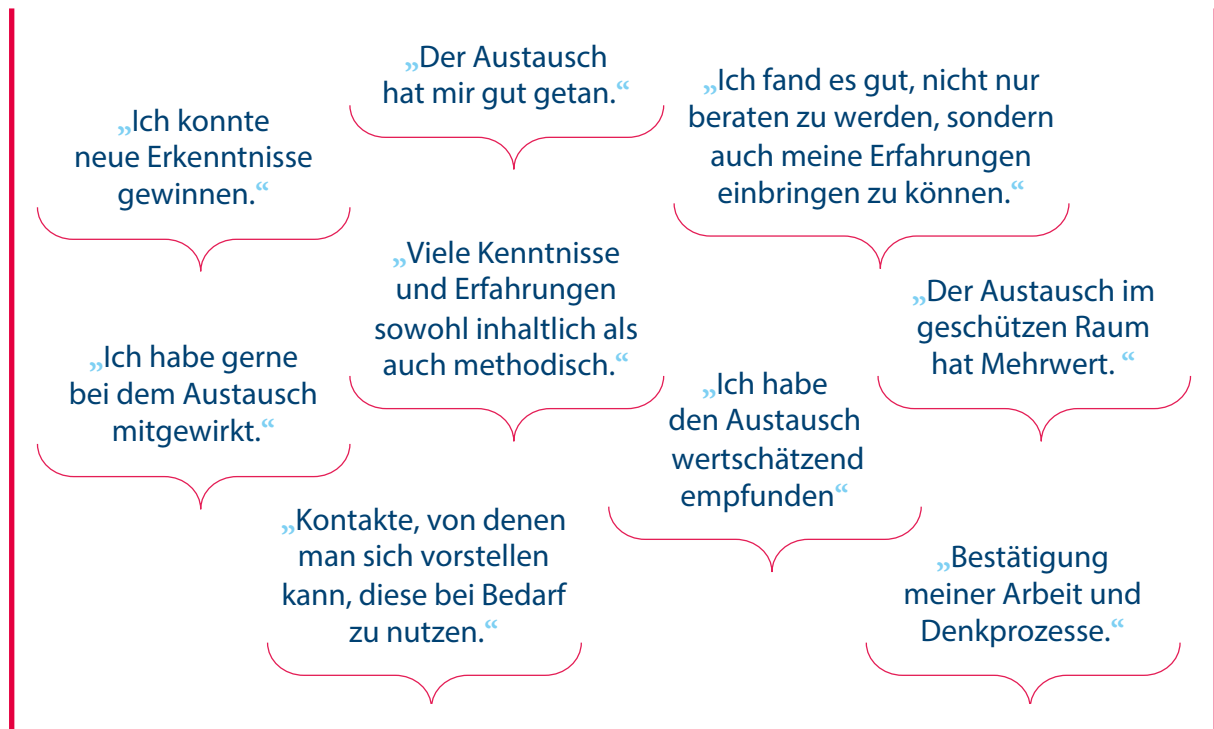 „Der Austausch
hat mir gut getan.“
„Ich fand es gut, nicht nur
beraten zu werden, sondern
auch meine Erfahrungen
einbringen zu können.“
„Ich konnte
neue Erkenntnisse
gewinnen.“
„Viele Kenntnisse
und Erfahrungen
sowohl inhaltlich als
auch methodisch.“
„Der Austausch im
geschützen Raum
hat Mehrwert. “
„Ich habe gerne
bei dem Austausch
mitgewirkt.“
„Ich habe
den Austausch
wertschätzend
empfunden“
„Kontakte, von denen
man sich vorstellen
kann, diese bei Bedarf
zu nutzen.“
„Bestätigung
meiner Arbeit und
Denkprozesse.“